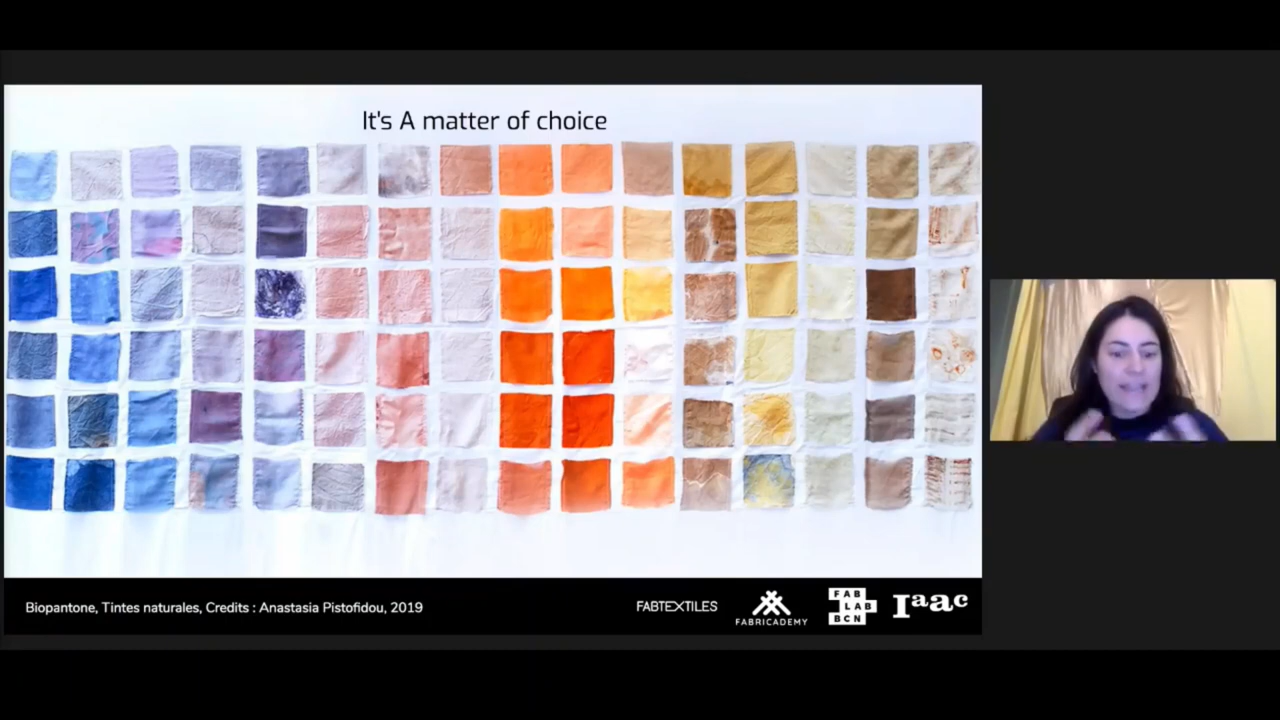 It's A matter of choice
Biopantone, Tintes naturales, Credits : Anastasia Pistofidou, 2019
FABTEXTILES
FABRICADEMY
FAB
LAB
BCN
Iaac